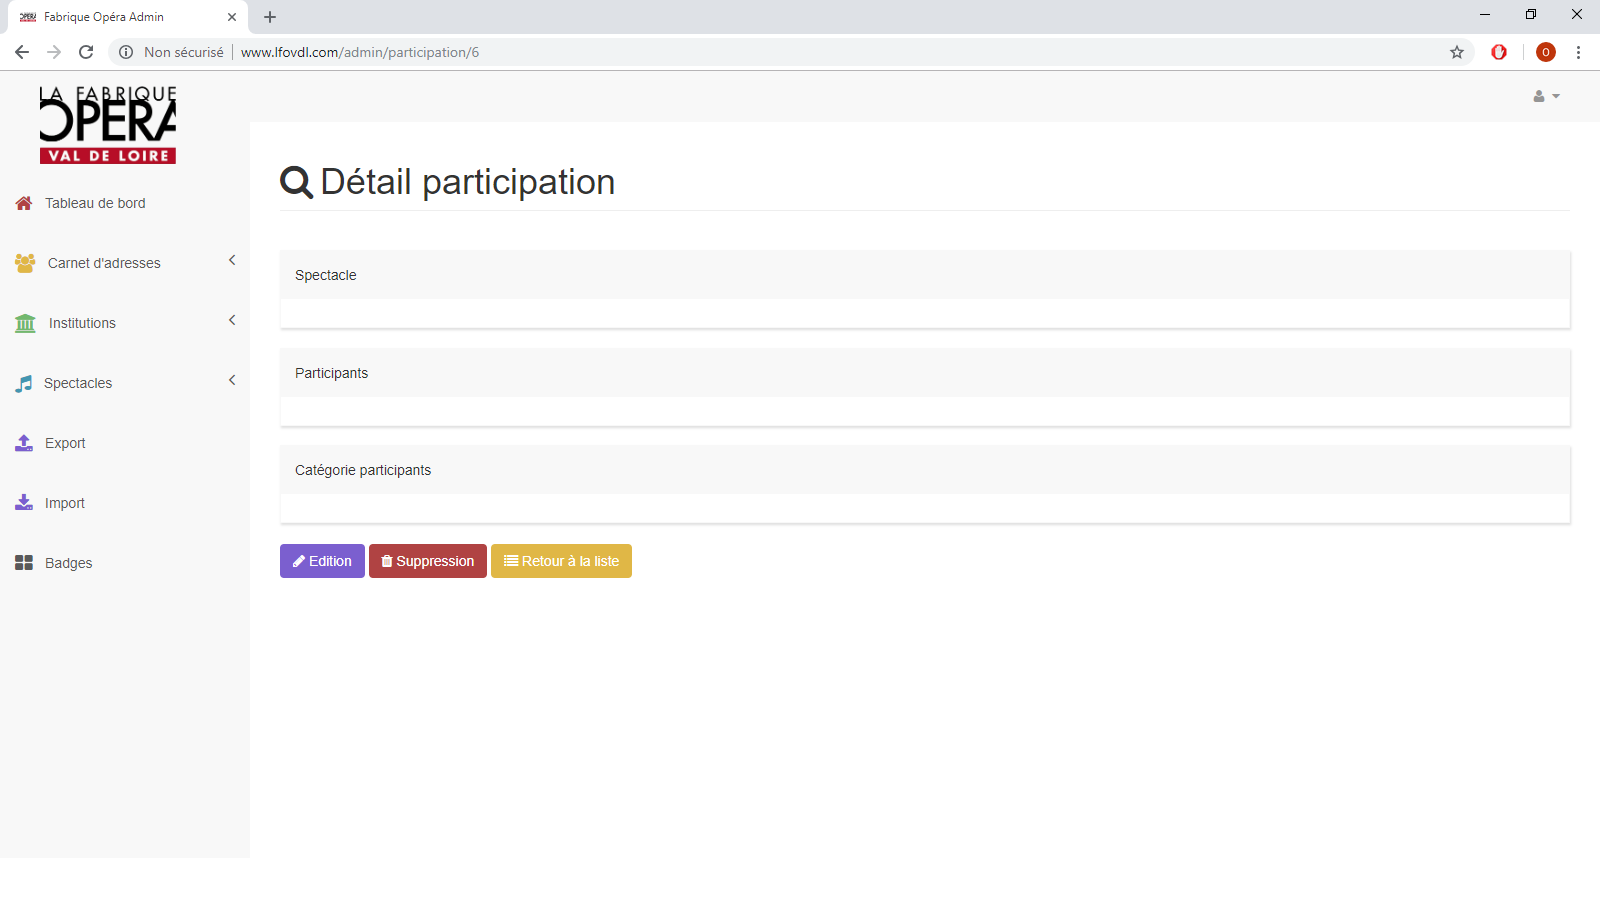 Fabrique Opéra Admin
Non sécurisé
www.lfovdl.com/admin/participation/6
O
LA FABRIQUE
OPERA
VAL DE LOIRE
Détail participation
Tableau de bord
Carnet d'adresses
Institutions
Spectacles
Export
Import
Badges
Spectacle
Participants
Catégorie participants
Edition
Suppression
Retour à la liste